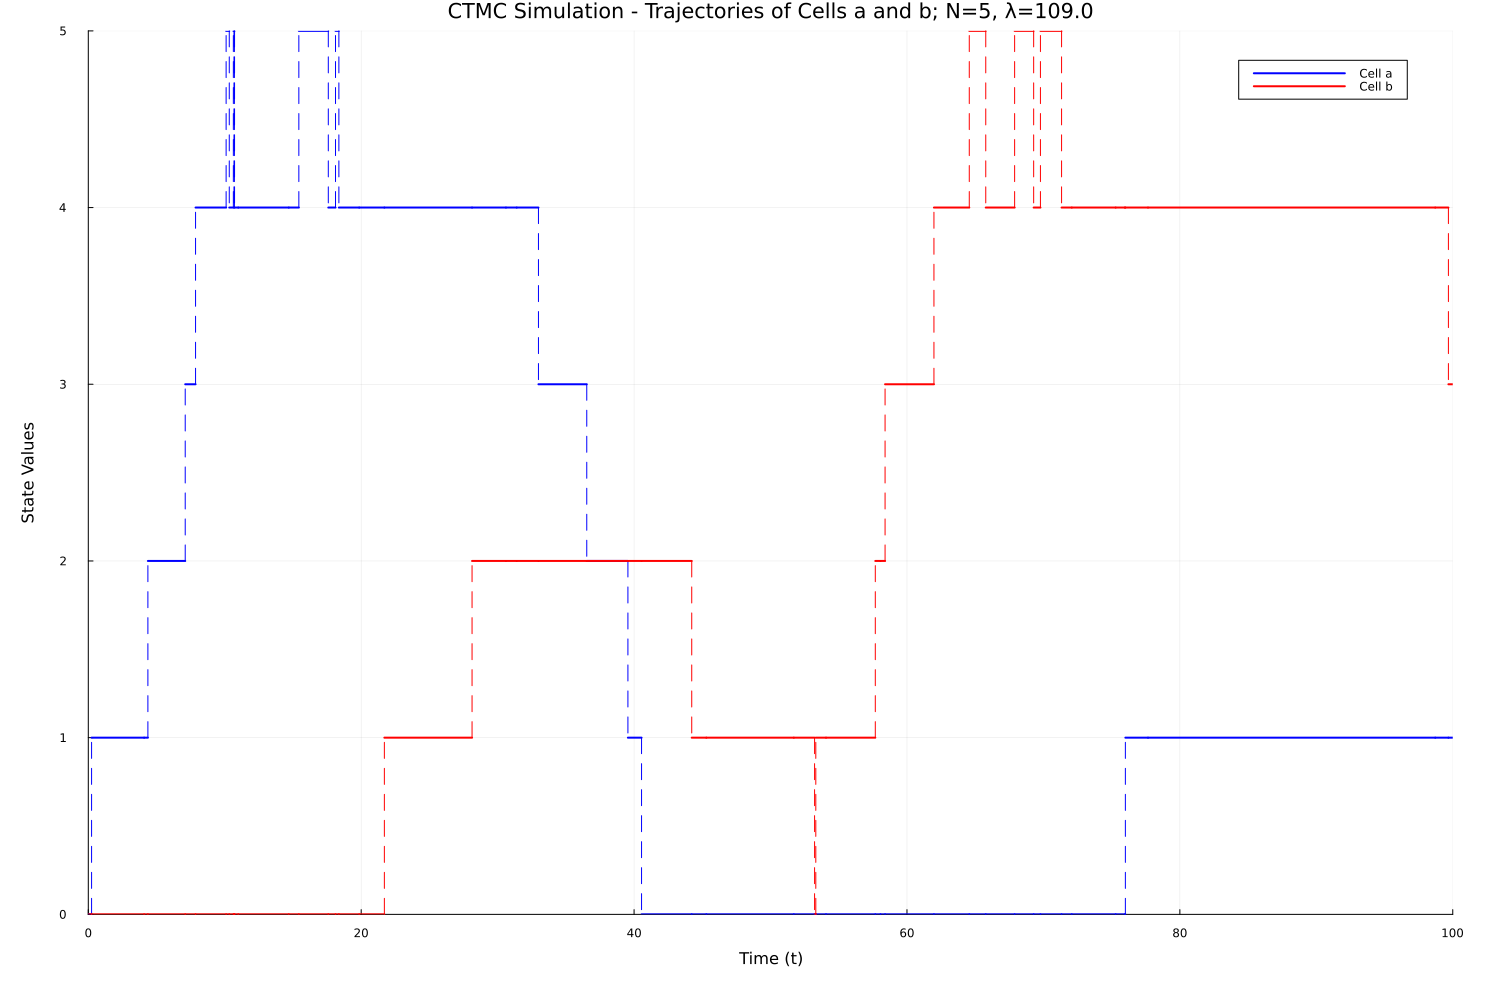 CTMC Simulation - Trajectories of Cells a and b; N=5, λ=109.0
5
Cell a
Cell b
4
3
State Values
2
1
0
0 20 40 60 80 100
Time (t)